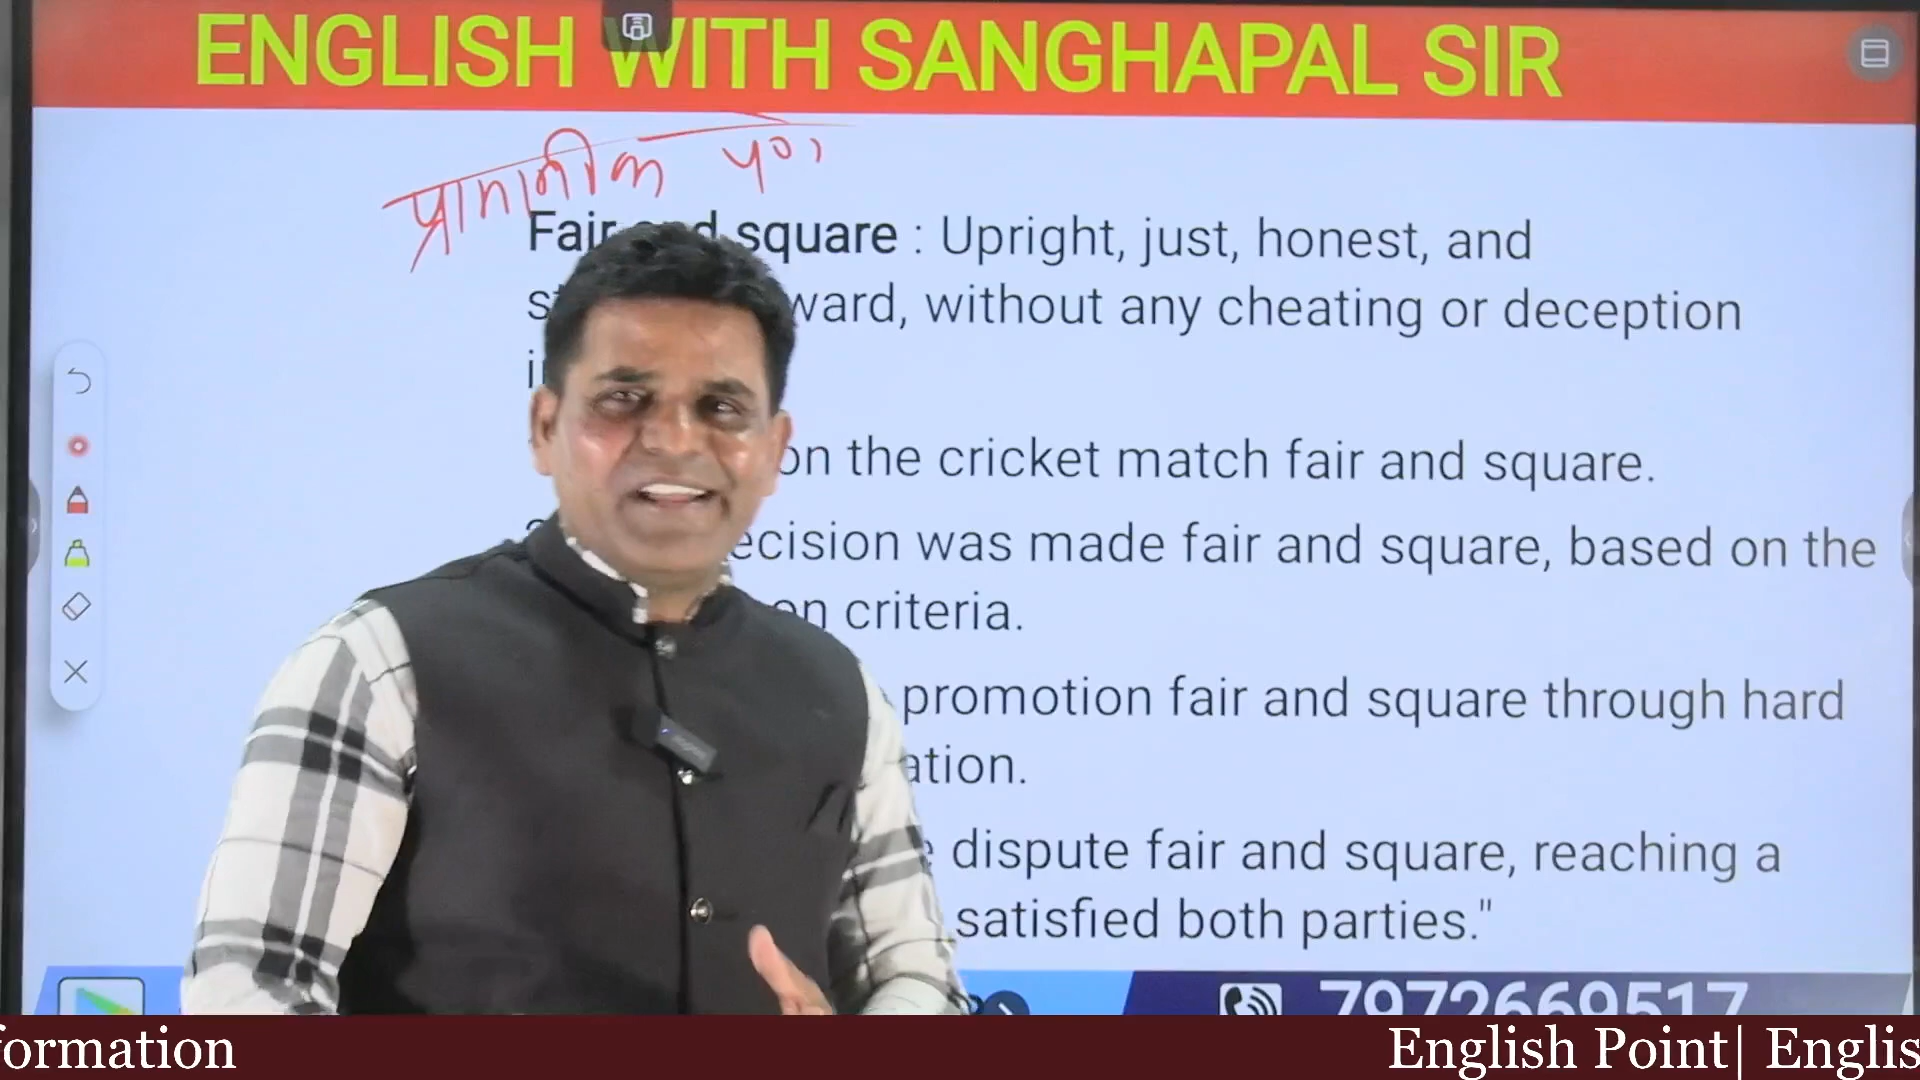 ENGLISH WITH SANGHAPAL SIR
Fair and square : Upright, just, honest, and
ward, without any cheating or deception
on the cricket match fair and square.
ecision was made fair and square, based on the
on criteria.
promotion fair and square through hard
ation.
dispute fair and square, reaching a
satisfied both parties."
7972669517
formation
English Point| Englis